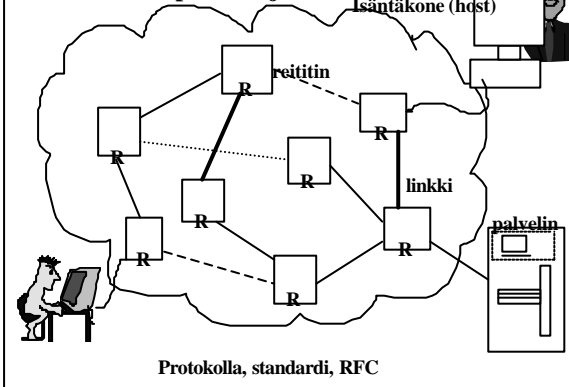 Isäntäkone (host)
reititin
R
R
R
R
linkki
R
palvelin
R
R
R
Protokolla, standardi, RFC